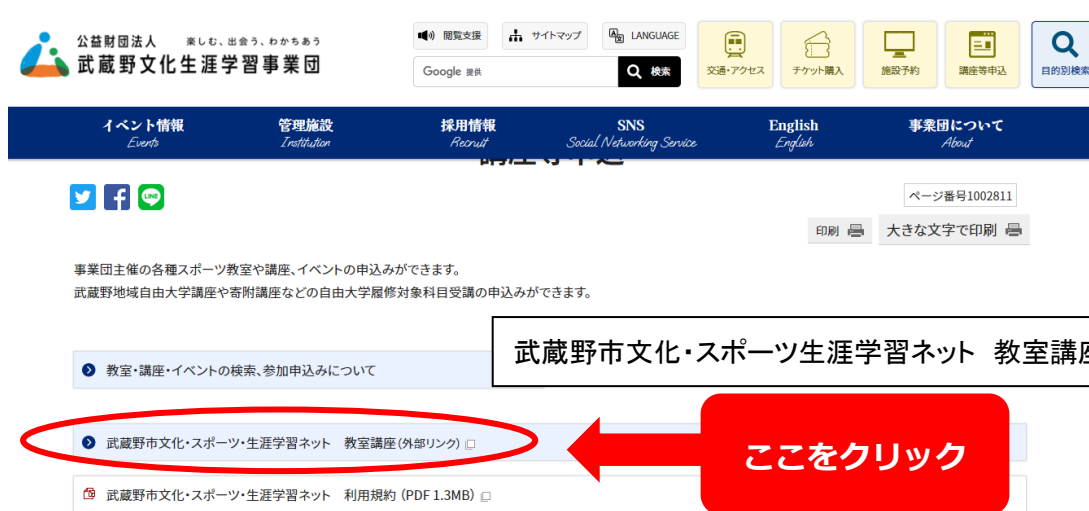 公益財団法人 楽しむ、出会う、わかちあう
武蔵野文化生涯学習事業団
閲覧支援 サイトマップ LANGUAGE
Google 提供 検索
交通・アクセス チケット購入 施設予約 講座等申込 目的別検索
イベント情報 管理施設 採用情報 SNS English 事業団について
Events Institution Recruit Social Networking Service English About
講座等申込
LINE
ページ番号1002811
印刷 大きな文字で印刷
事業団主催の各種スポーツ教室や講座、イベントの申込みができます。
武蔵野地域自由大学講座や寄附講座などの自由大学履修対象科目受講の申込みができます。
武蔵野市文化・スポーツ生涯学習ネット 教室講座
教室・講座・イベントの検索、参加申込みについて
武蔵野市文化・スポーツ・生涯学習ネット 教室講座(外部リンク)
ここをクリック
武蔵野市文化・スポーツ・生涯学習ネット 利用規約 (PDF 1.3MB)